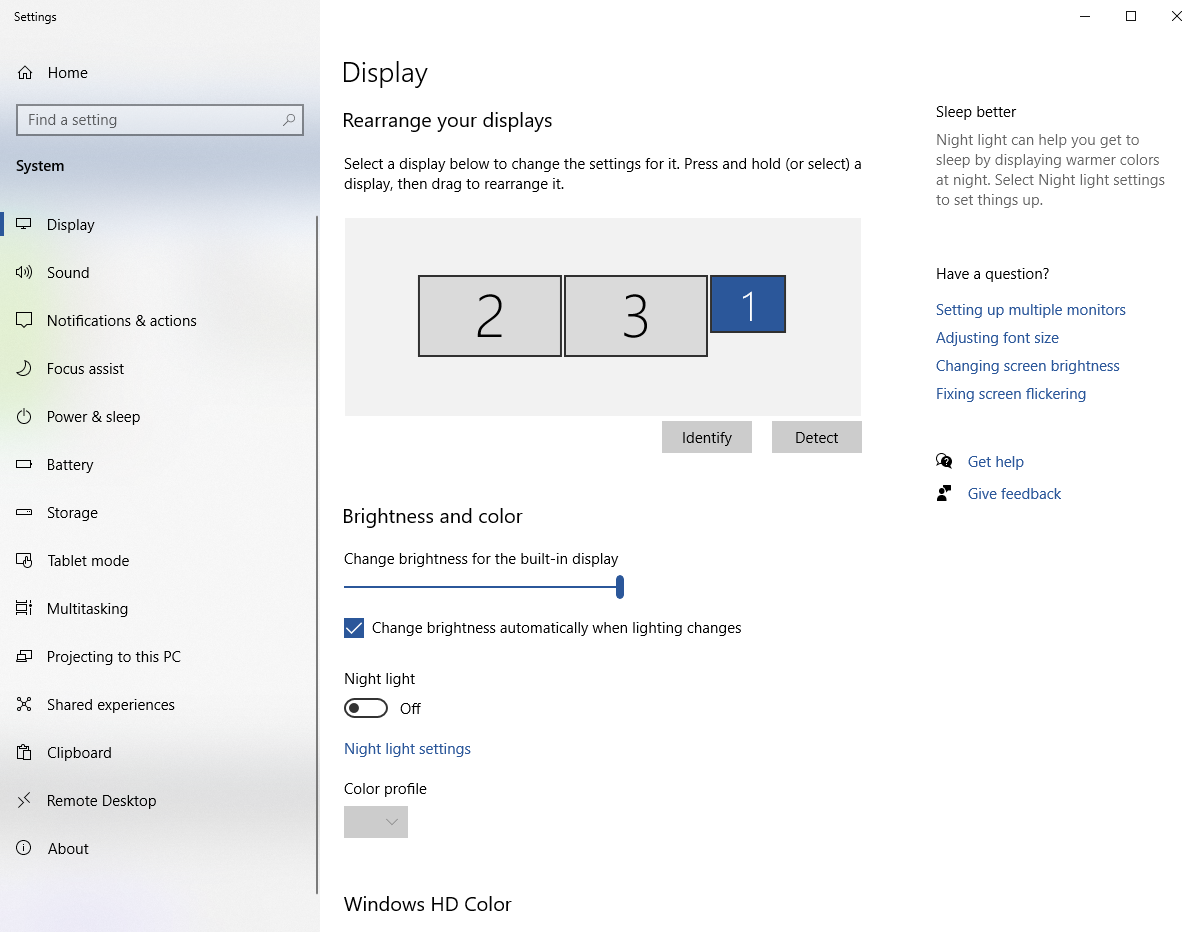 Settings
Home
Find a setting
System
Display
Sound
Notifications & actions
Focus assist
Power & sleep
Battery
Storage
Tablet mode
Multitasking
Projecting to this PC
Shared experiences
Clipboard
Remote Desktop
About
Display
Rearrange your displays
Select a display below to change the settings for it. Press and hold (or select) a
display, then drag to rearrange it.
2
3
1
Identify
Detect
Brightness and color
Change brightness for the built-in display
Change brightness automatically when lighting changes
Night light
Off
Night light settings
Color profile
Windows HD Color
Sleep better
Night light can help you get to
sleep by displaying warmer colors
at night. Select Night light settings
to set things up.
Have a question?
Setting up multiple monitors
Adjusting font size
Changing screen brightness
Fixing screen flickering
Get help
Give feedback